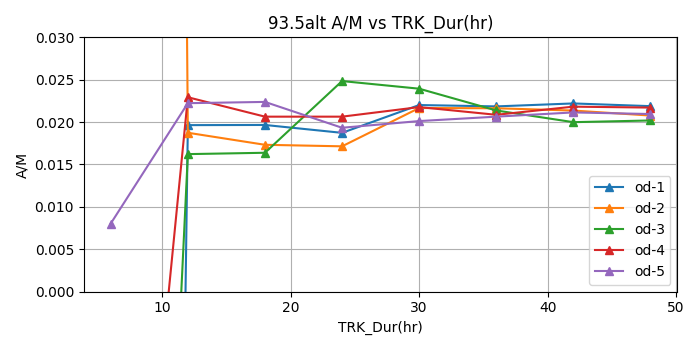 93.5alt A/M vs TRK_Dur(hr)
0.030
0.025
0.020
0.015
0.010
0.005
0.000
A/M
10
20
30
40
50
TRK_Dur(hr)
od-1
od-2
od-3
od-4
od-5